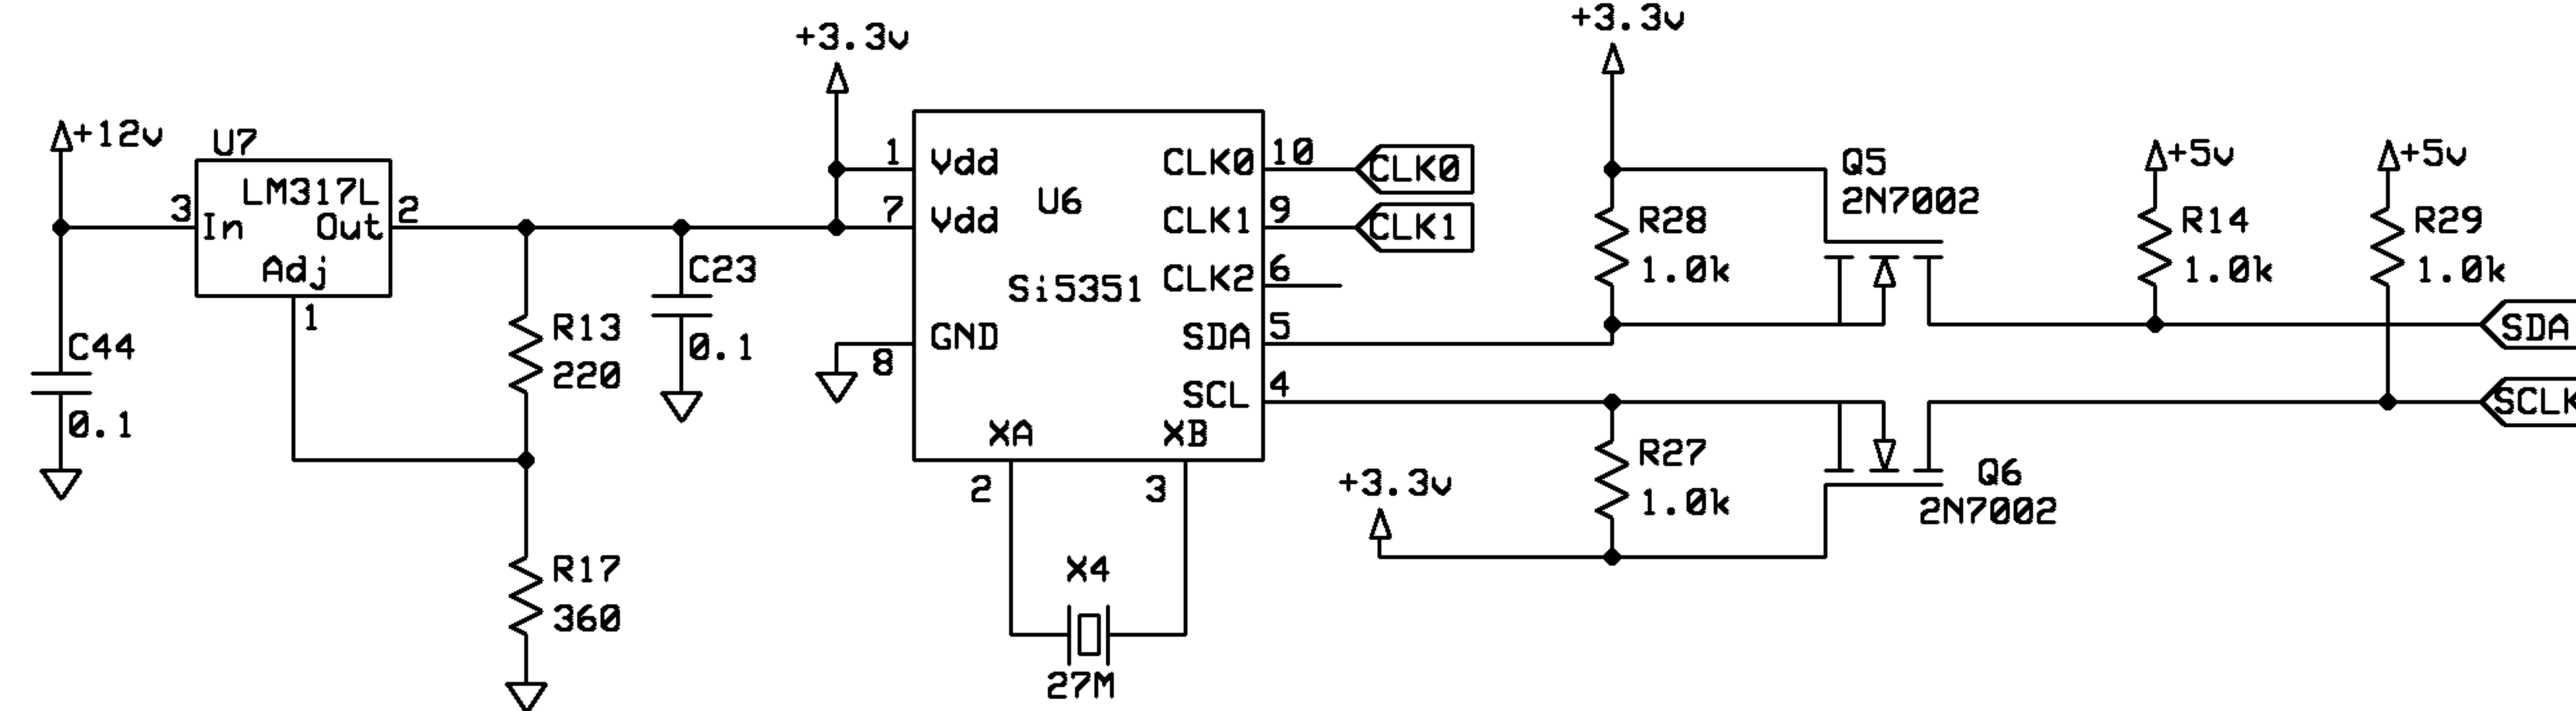 +12v
C44
0.1
U7
LM317L
3
In
Out
2
Adj
1
R13
220
R17
360
C23
0.1
+3.3v
1
Vdd
7
Vdd
GND
8
U6
Si5351
CLK0
10
CLK0
CLK1
9
CLK1
CLK2
6
SDA
5
SCL
4
XA
XB
2
3
X4
27M
+3.3v
R28
1.0k
Q5
2N7002
+5v
R14
1.0k
+5v
R29
1.0k
SDA
SCLK
+3.3v
R27
1.0k
Q6
2N7002